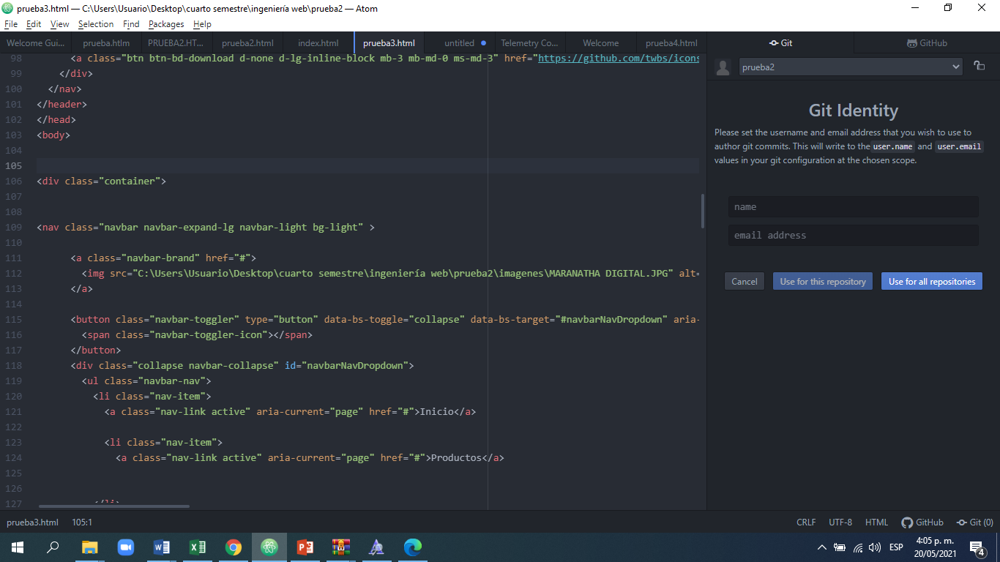 prueba3.html — C:\Users\Usuario\Desktop\cuarto semestre\ingeniería web\prueba2 — Atom
File Edit View Selection Find Packages Help
Welcome Gui... prueba.htlm PRUEBA2.HT... prueba2.html index.html prueba3.html untitled Telemetry Co... Welcome prueba4.html Git GitHub
98 <a class="btn btn-bd-download d-none d-lg-inline-block mb-3 mb-md-0 ms-md-3" href="https://github.com/twbs/icons
99 </div>
100 </nav>
101 </header>
102 </head>
103 <body>
104
105
106 <div class="container">
107
108
109 <nav class="navbar navbar-expand-lg navbar-light bg-light" >
110
111 <a class="navbar-brand" href="#">
112 <img src="C:\Users\Usuario\Desktop\cuarto semestre\ingeniería web\prueba2\imagenes\MARANATHA DIGITAL.JPG" alt=
113 </a>
114
115 <button class="navbar-toggler" type="button" data-bs-toggle="collapse" data-bs-target="#navbarNavDropdown" aria-
116 <span class="navbar-toggler-icon"></span>
117 </button>
118 <div class="collapse navbar-collapse" id="navbarNavDropdown">
119 <ul class="navbar-nav">
120 <li class="nav-item">
121 <a class="nav-link active" aria-current="page" href="#">Inicio</a>
122
123 <li class="nav-item">
124 <a class="nav-link active" aria-current="page" href="#">Productos</a>
125
126
127 </li>
prueba2
Git Identity
Please set the username and email address that you wish to use to
author git commits. This will write to the user.name and user.email
values in your git configuration at the chosen scope.
name
email address
Cancel Use for this repository Use for all repositories
prueba3.html 105:1 CRLF UTF-8 HTML GitHub Git (0)
ESP
4:05 p. m.
20/05/2021
4